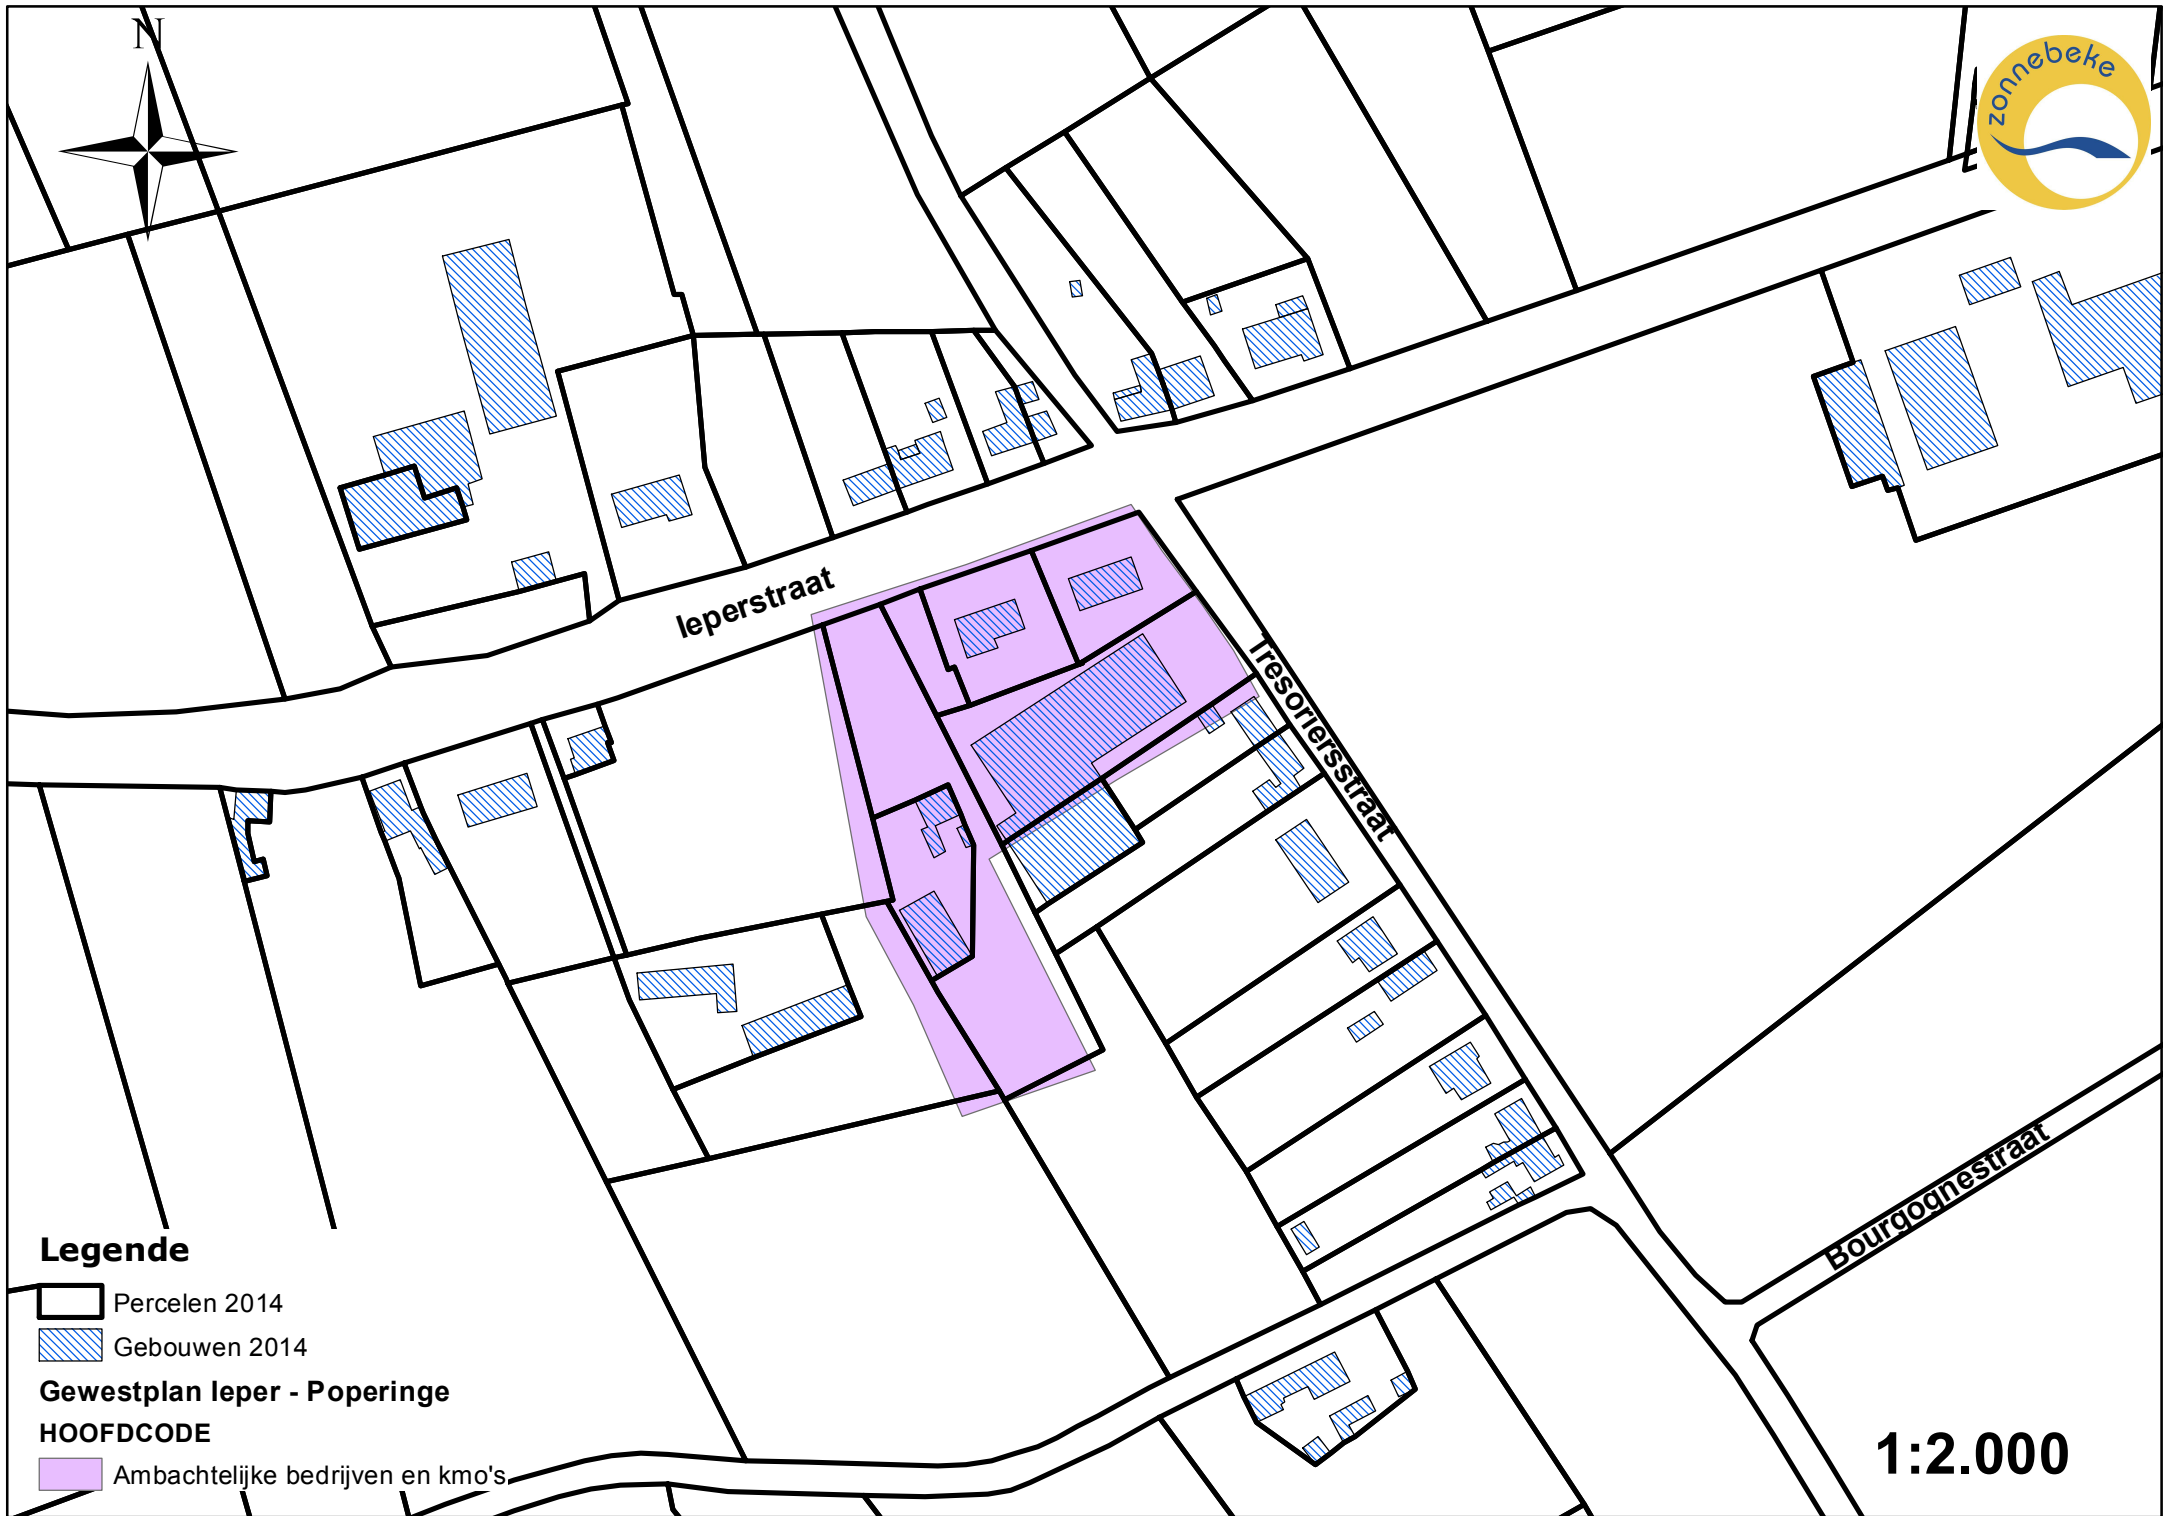 N
zonnebeke
Ieperstraat
Tresoriersstraat
Bourgognestraat
Legende
Percelen 2014
Gebouwen 2014
Gewestplan Ieper - Poperinge
HOOFDCODE
Ambachtelijke bedrijven en kmo's
1:2.000